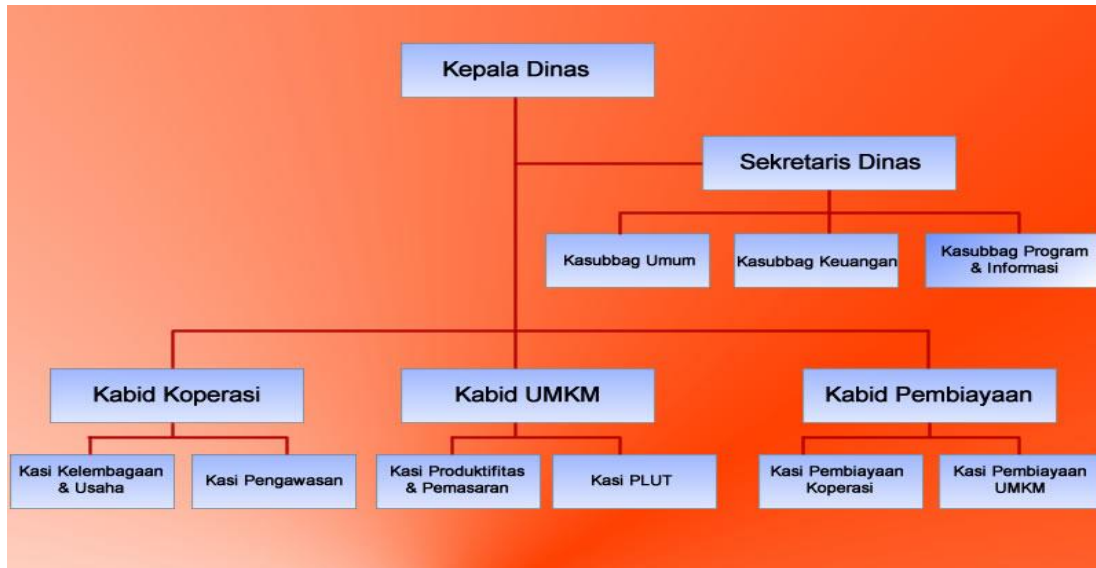 Kepala Dinas
Sekretaris Dinas
Kasubbag Umum
Kasubbag Keuangan
Kasubbag Program
& Informasi
Kabid Koperasi
Kabid UMKM
Kabid Pembiayaan
Kasi Kelembagaan
& Usaha
Kasi Pengawasan
Kasi Produktifitas
& Pemasaran
Kasi PLUT
Kasi Pembiayaan
Koperasi
Kasi Pembiayaan
UMKM